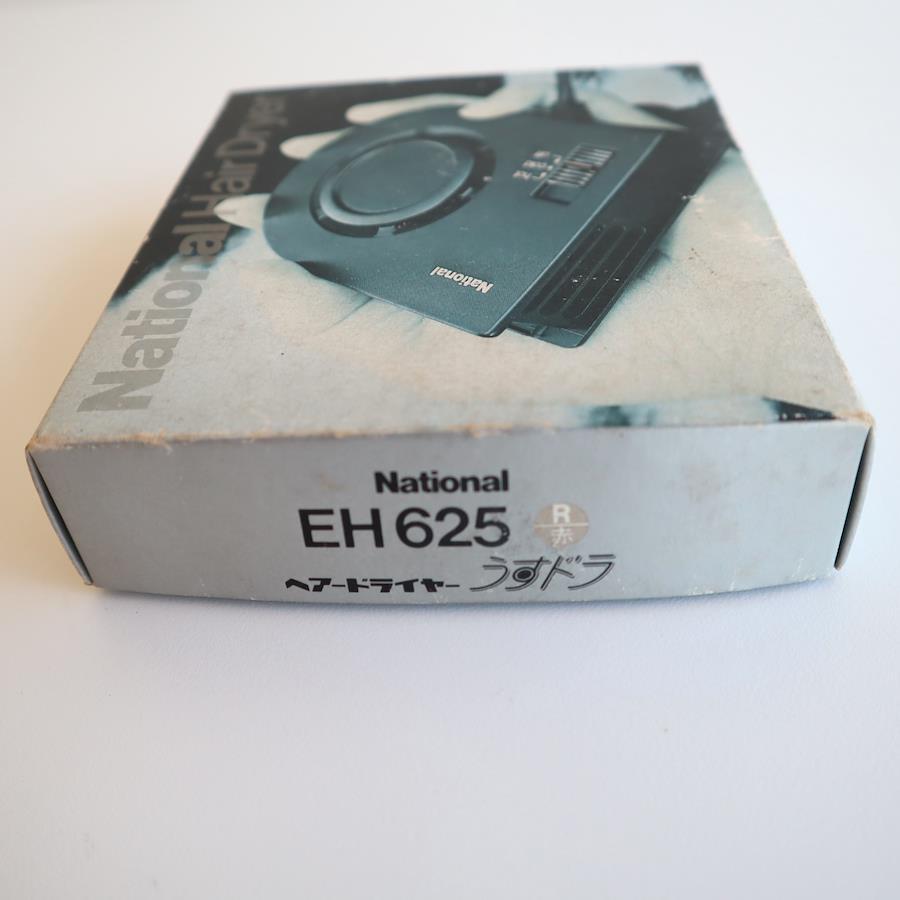 National Hair Dryer
National
National
EH625
R
赤
ヘアードライヤー うすドラ